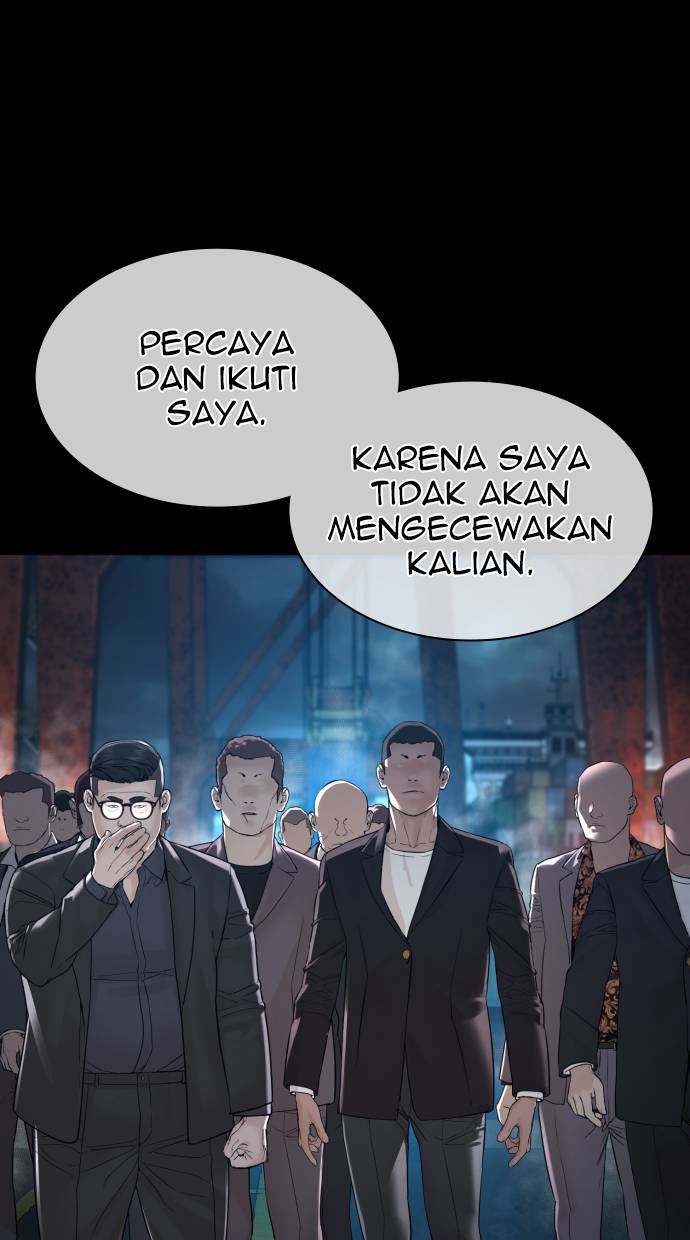 PERCAYA
DAN IKUTI
SAYA.
KARENA SAYA
TIDAK AKAN
MENGECEWAKAN
KALIAN.